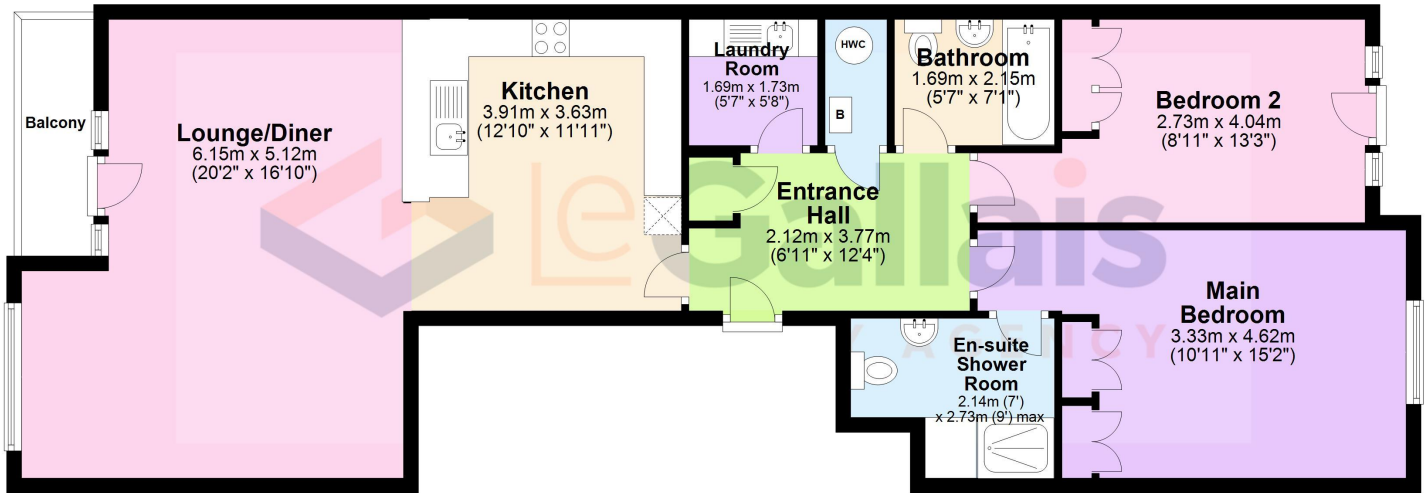 Balcony
Lounge/Diner
6.15m x 5.12m
(20'2" x 16'10")
Kitchen
3.91m x 3.63m
(12'10" x 11'11")
Laundry
Room
1.69m x 1.73m
(5'7" x 5'8")
HWC
B
Bathroom
1.69m x 2.15m
(5'7" x 7'1")
Bedroom 2
2.73m x 4.04m
(8'11" x 13'3")
Entrance
Hall
2.12m x 3.77m
(6'11" x 12'4")
Main
Bedroom
3.33m x 4.62m
(10'11" x 15'2")
En-suite
Shower
Room
2.14m (7')
x 2.73m (9') max
LeGallais
AGENCY